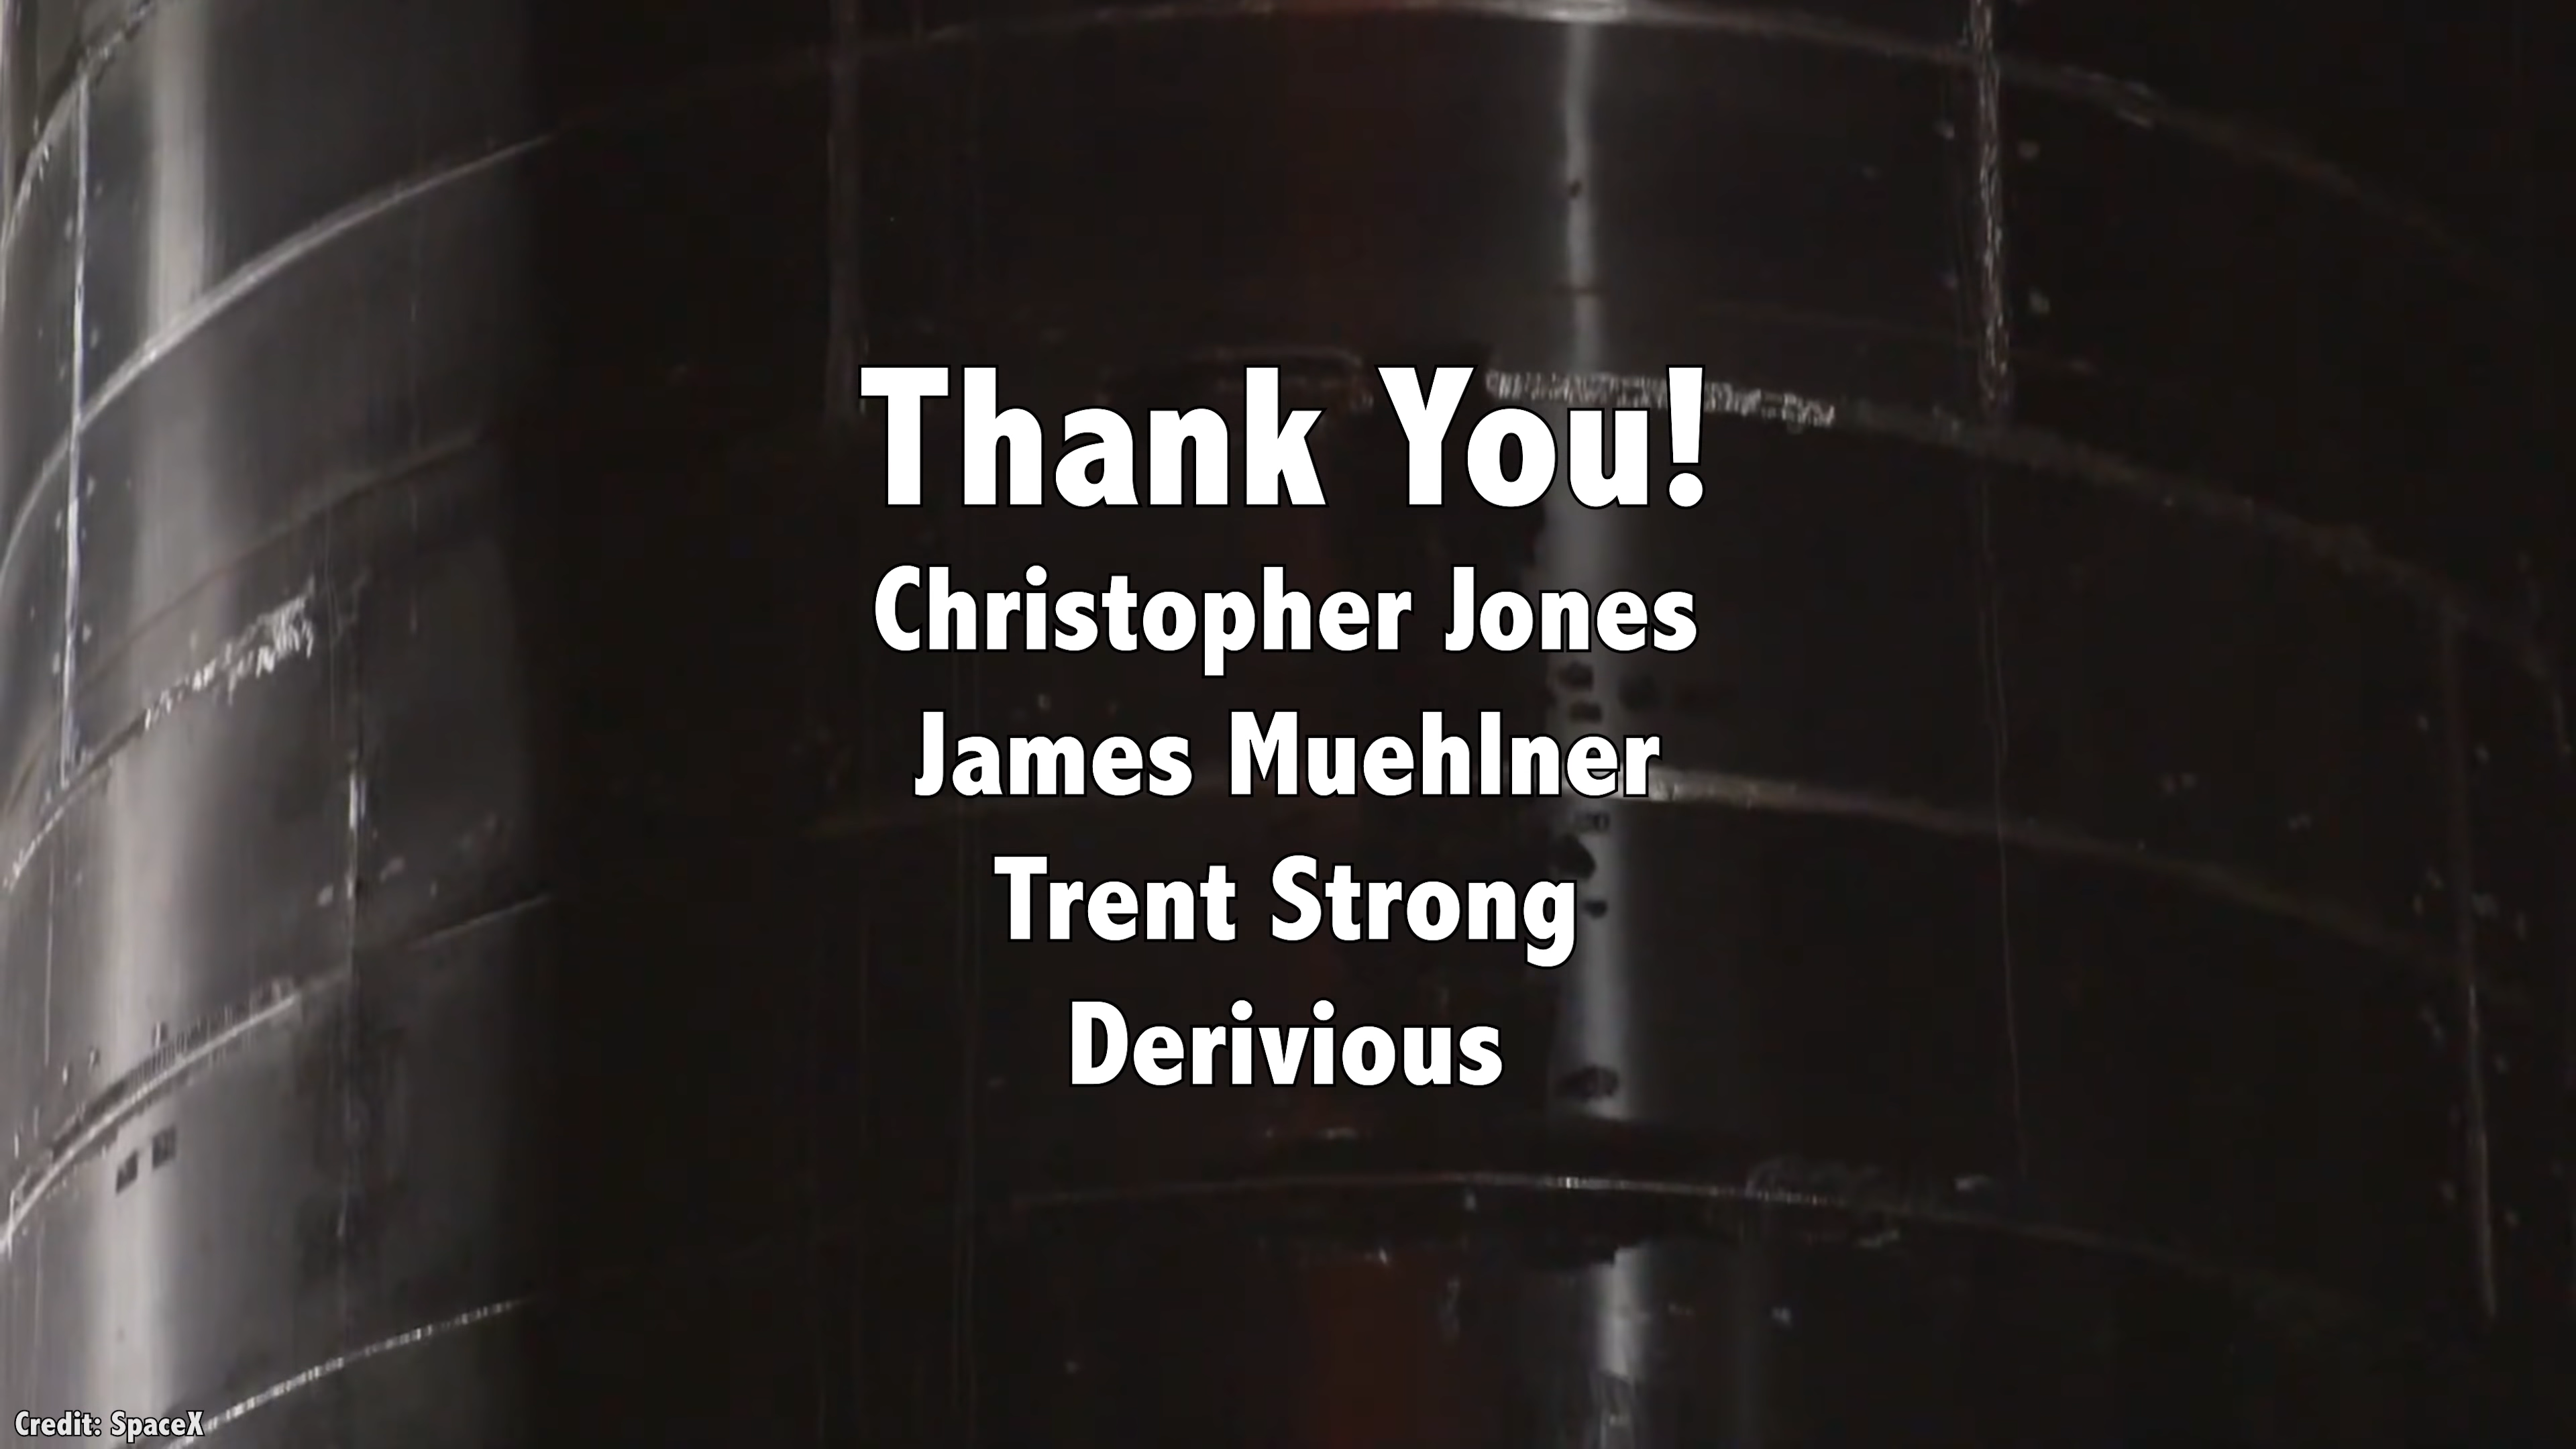 Thank You!
Christopher Jones
James Muehlner
Trent Strong
Derivious
Credit: SpaceX